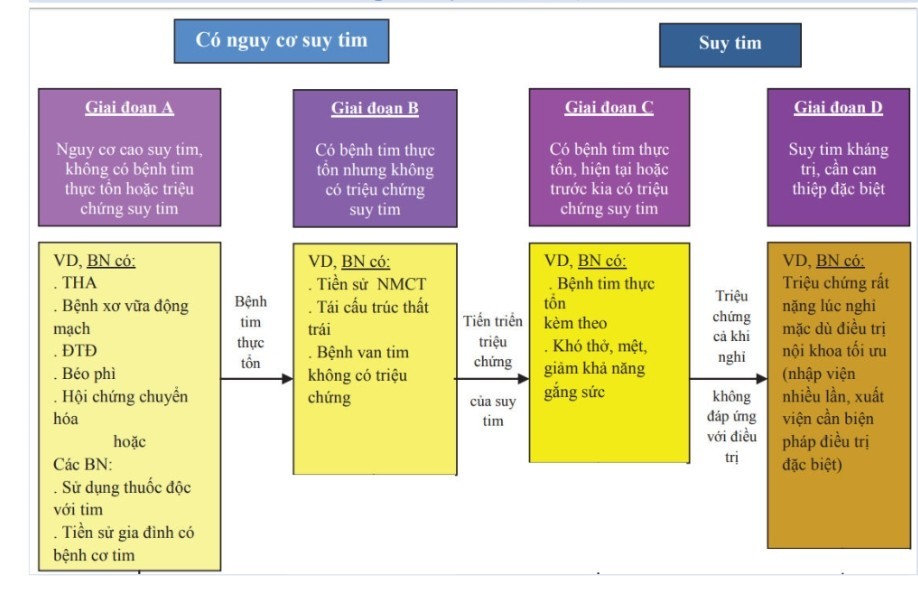 Có nguy cơ suy tim
Suy tim
Giai đoạn A
Nguy cơ cao suy tim,
không có bệnh tim
thực tổn hoặc triệu
chứng suy tim
Giai đoạn B
Có bệnh tim thực
tổn nhưng không
có triệu chứng
suy tim
Giai đoạn C
Có bệnh tim thực
tổn, hiện tại hoặc
trước kia có triệu
chứng suy tim
Giai đoạn D
Suy tim kháng
trị, cần can
thiệp đặc biệt
VD, BN có:
. THA
. Bệnh xơ vữa động
mạch
. ĐTĐ
. Béo phì
. Hội chứng chuyển
hóa
hoặc
Các BN:
. Sử dụng thuốc độc
với tim
. Tiền sử gia đình có
bệnh cơ tim
Bệnh
tim
thực
tổn
VD, BN có:
. Tiền sử NMCT
. Tái cấu trúc thất
trái
. Bệnh van tim
không có triệu
chứng
Tiến triển
triệu
chứng
của suy
tim
VD, BN có:
. Bệnh tim thực
tổn
kèm theo
. Khó thở, mệt,
giảm khả năng
gắng sức
Triệu
chứng
cả khi
nghỉ
không
đáp ứng
với điều
trị
VD, BN có:
Triệu chứng rất
nặng lúc nghỉ
mặc dù điều trị
nội khoa tối ưu
(nhập viện
nhiều lần, xuất
viện cần biện
pháp điều trị
đặc biệt)